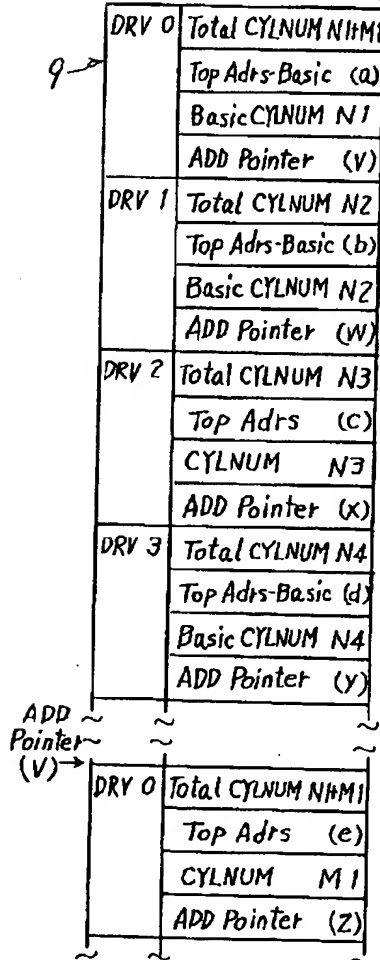 DRV 0 Total CYLNUM N1+M1
9 Top Adrs-Basic (a)
Basic CYLNUM N1
ADD Pointer (V)
DRV 1 Total CYLNUM N2
Top Adrs-Basic (b)
Basic CYLNUM N2
ADD Pointer (W)
DRV 2 Total CYLNUM N3
Top Adrs (C)
CYLNUM N3
ADD Pointer (X)
DRV 3 Total CYLNUM N4
Top Adrs-Basic (d)
Basic CYLNUM N4
ADD Pointer (y)
ADD
Pointer
(V)
DRV 0 Total CYLNUM N1+M1
Top Adrs (e)
CYLNUM M1
ADD Pointer (Z)